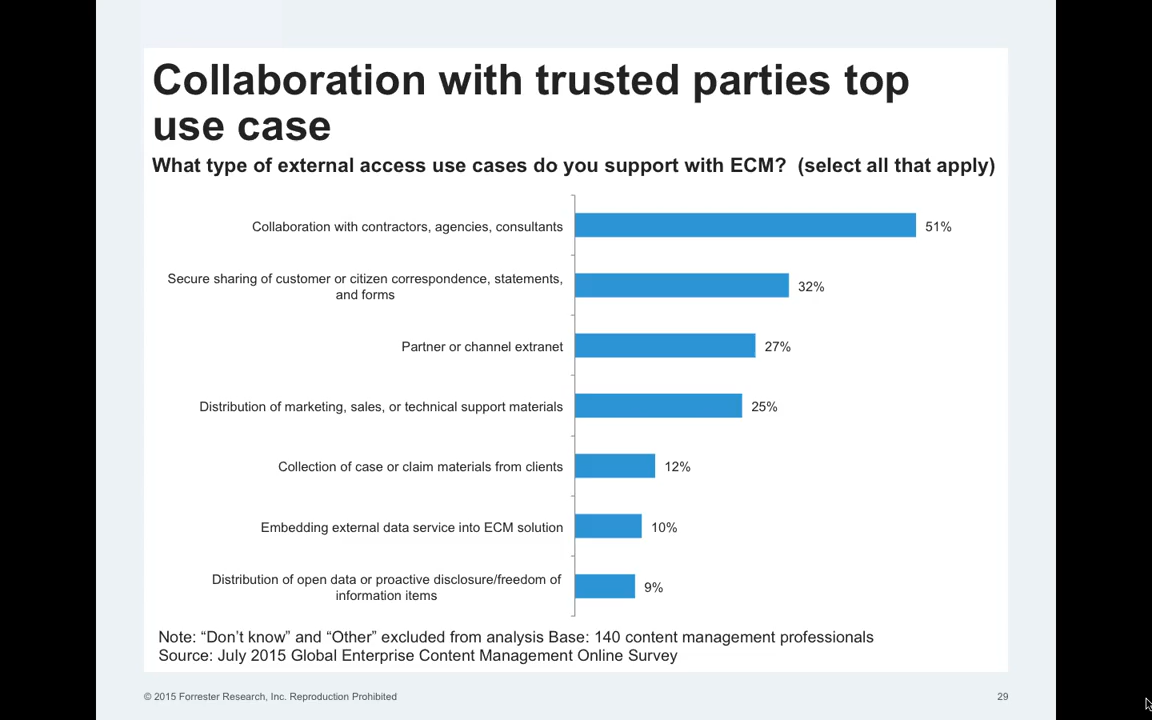 Collaboration with trusted parties top
use case
What type of external access use cases do you support with ECM?  (select all that apply)
Collaboration with contractors, agencies, consultants
51%
Secure sharing of customer or citizen correspondence, statements,
and forms
32%
Partner or channel extranet
27%
Distribution of marketing, sales, or technical support materials
25%
Collection of case or claim materials from clients
12%
Embedding external data service into ECM solution
10%
Distribution of open data or proactive disclosure/freedom of
information items
9%
Note: “Don’t know” and “Other” excluded from analysis Base: 140 content management professionals
Source: July 2015 Global Enterprise Content Management Online Survey
© 2015 Forrester Research, Inc. Reproduction Prohibited
29